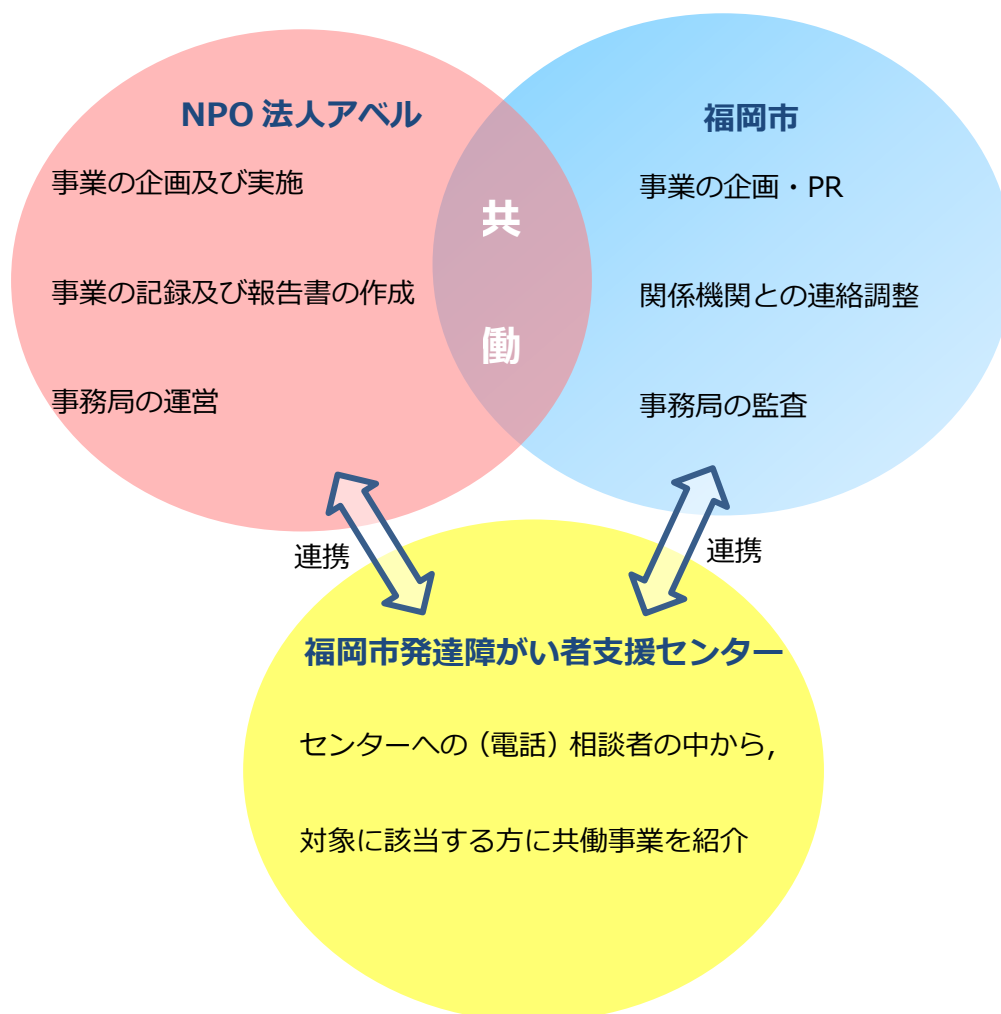 NPO 法人アベル
事業の企画及び実施
事業の記録及び報告書の作成
事務局の運営
共
働
福岡市
事業の企画・PR
関係機関との連絡調整
事務局の監査
連携
連携
福岡市発達障がい者支援センター
センターへの（電話）相談者の中から，
対象に該当する方に共働事業を紹介